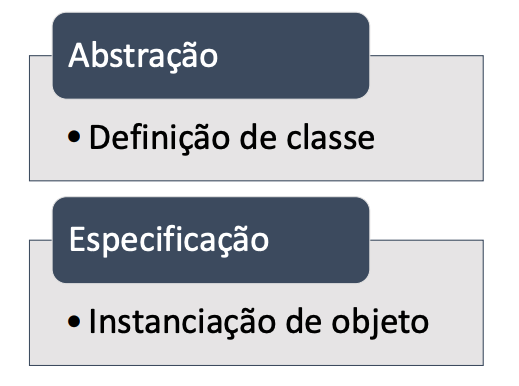 Abstração
• Definição de classe
Especificação
• Instanciação de objeto